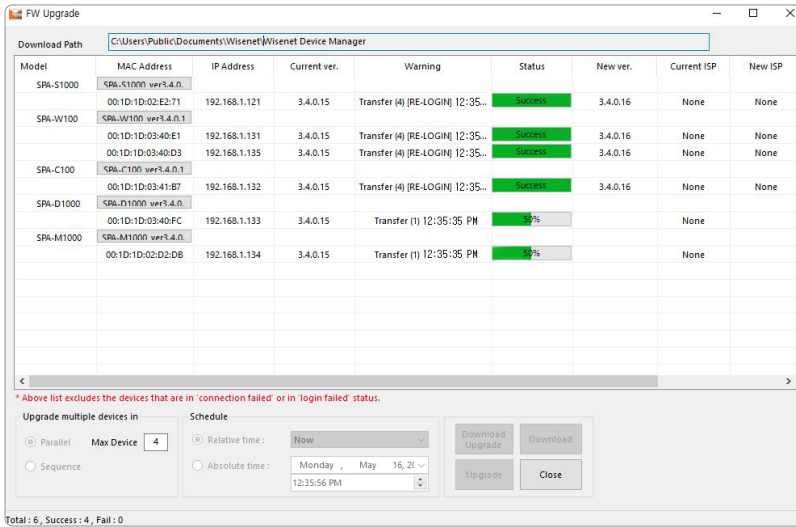 FW Upgrade
Download Path C:\Users\Public\Documents\Wisenet\Wisenet Device Manager
Model MAC Address IP Address Current ver. Warning Status New ver. Current ISP New ISP
SPA-S1000 SPA-S1000 ver3.4.0.
00:1D:1D:02:E2:71 192.168.1.121 3.4.0.15 Transfer (4) [RE-LOGIN] 12:35... Success 3.4.0.16 None None
SPA-W100 SPA-W100 ver3.4.0.1
00:1D:1D:03:40:E1 192.168.1.131 3.4.0.15 Transfer (4) [RE-LOGIN] 12:35... Success 3.4.0.16 None None
00:1D:1D:03:40:D3 192.168.1.135 3.4.0.15 Transfer (4) [RE-LOGIN] 12:35... Success 3.4.0.16 None None
SPA-C100 SPA-C100 ver3.4.0.1
00:1D:1D:03:41:B7 192.168.1.132 3.4.0.15 Transfer (4) [RE-LOGIN] 12:35... Success 3.4.0.16 None None
SPA-D1000 SPA-D1000 ver3.4.0.
00:1D:1D:03:40:FC 192.168.1.133 3.4.0.15 Transfer (1) 12:35:35 PM 50% None
SPA-M1000 SPA-M1000 ver3.4.0.
00:1D:1D:02:D2:DB 192.168.1.134 3.4.0.15 Transfer (1) 12:35:35 PM 50% None
* Above list excludes the devices that are in 'connection failed' or in 'login failed' status.
Upgrade multiple devices in Schedule
Parallel Max Device 4 Relative time : Now Download Upgrade Download
Sequence Absolute time : Monday , May 16, 20
12:35:56 PM Upgrade Close
Total : 6 , Success : 4 , Fail : 0